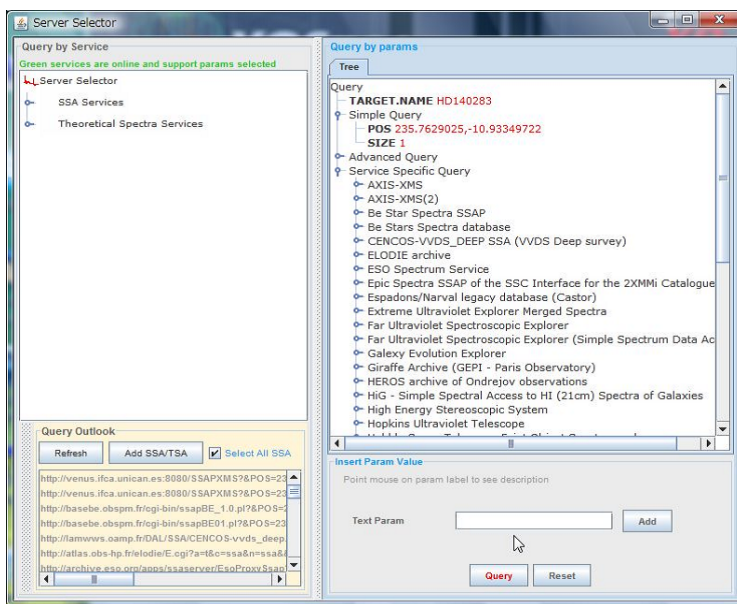 Server Selector
Query by Service
Green services are online and support params selected
Server Selector
SSA Services
Theoretical Spectra Services
Query Outlook
Refresh
Add SSA/TSA
Select All SSA
http://venus.ifca.unican.es:8080/SSAPXMS?&POS=23
http://venus.ifca.unican.es:8080/SSAPXMS?&POS=23
http://basebe.obspm.fr/cgi-bin/ssapBE_1.0.pl?&POS=2
http://basebe.obspm.fr/cgi-bin/ssapBE01.pl?&POS=23
http://lamwws.oamp.fr/DAL/SSA/CENCOS-vvds_deep.
http://atlas.obs-hp.fr/elodie/E.cgi?a=t&c=ssa&n=ssa&
http://archive.eso.org/apps/ssaserver/EsoProxySsap
Query by params
Tree
Query
TARGET.NAME HD140283
Simple Query
POS 235.7629025,-10.93349722
SIZE 1
Advanced Query
Service Specific Query
AXIS-XMS
AXIS-XMS(2)
Be Star Spectra SSAP
Be Stars Spectra database
CENCOS-VVDS_DEEP SSA (VVDS Deep survey)
ELODIE archive
ESO Spectrum Service
Epic Spectra SSAP of the SSC Interface for the 2XMMi Catalogue
Espadons/Narval legacy database (Castor)
Extreme Ultraviolet Explorer Merged Spectra
Far Ultraviolet Spectroscopic Explorer
Far Ultraviolet Spectroscopic Explorer (Simple Spectrum Data Ac
Galexy Evolution Explorer
Giraffe Archive (GEPI - Paris Observatory)
HEROS archive of Ondrejov observations
HiG - Simple Spectral Access to HI (21cm) Spectra of Galaxies
High Energy Stereoscopic System
Hopkins Ultraviolet Telescope
Insert Param Value
Point mouse on param label to see description
Text Param
Add
Query
Reset